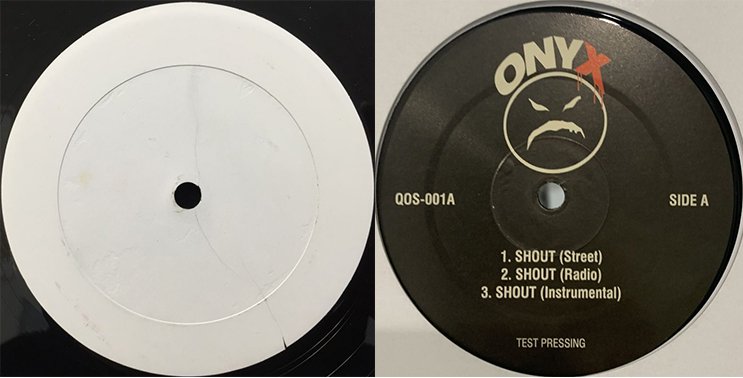 ONYX
QOS-001A
SIDE A
1. SHOUT (Street)
2. SHOUT (Radio)
3. SHOUT (Instrumental)
TEST PRESSING